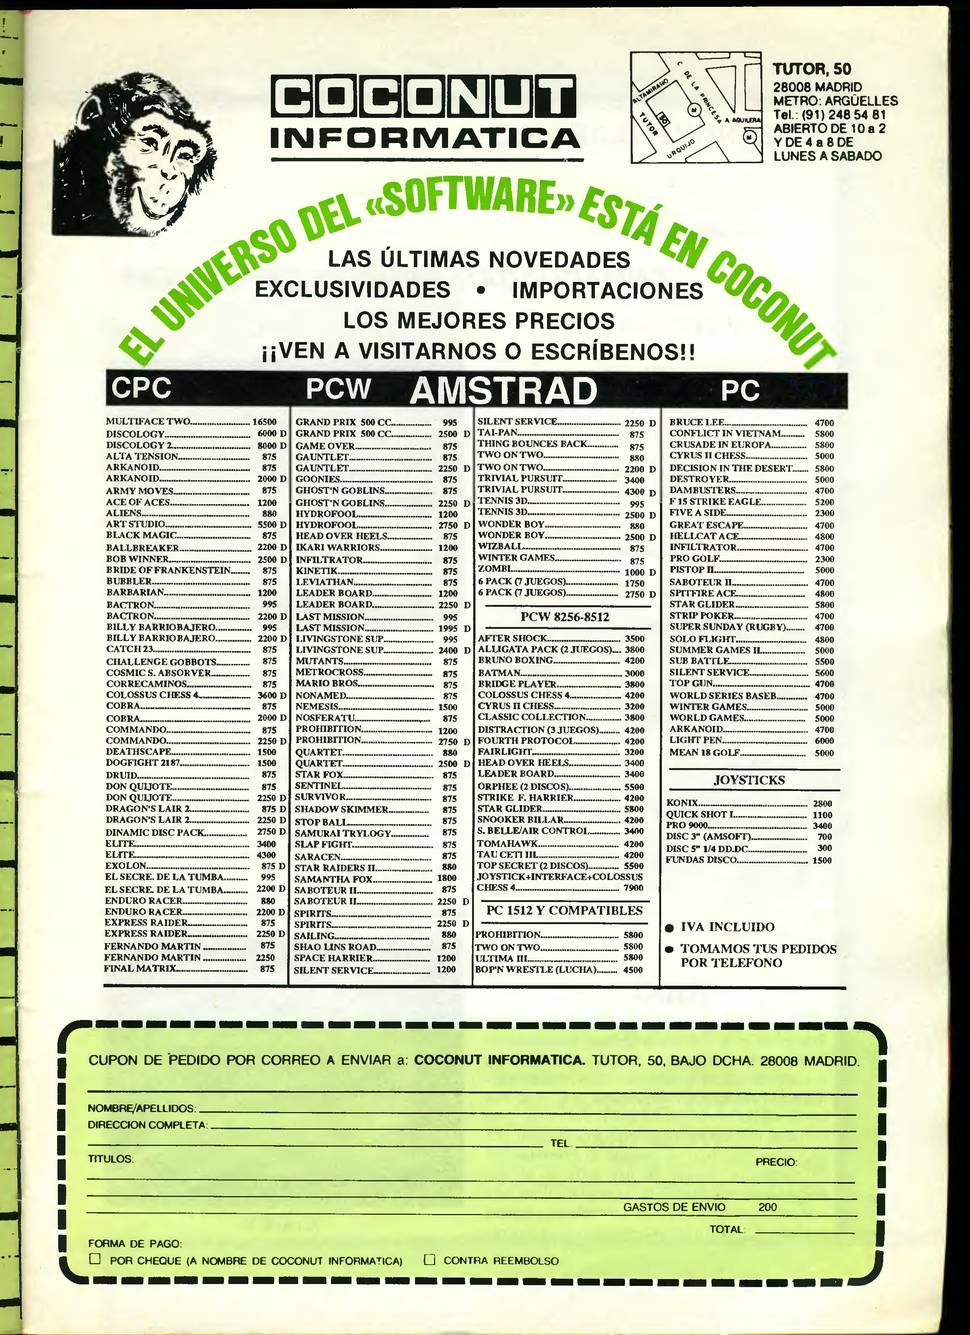 COCONUT
INFORMATICA
ALTAMIRANO
C. DE LA PRINCESA
A AGUILERA
TUTOR
50
URQUIJO
M
M
TUTOR, 50
28008 MADRID
METRO: ARGÜELLES
Tel.: (91) 248 54 81
ABIERTO DE 10 a 2
Y DE 4 a 8 DE
LUNES A SABADO
EL UNIVERSO DEL «SOFTWARE» ESTÁ EN COCONUT
LAS ÚLTIMAS NOVEDADES
EXCLUSIVIDADES • IMPORTACIONES
LOS MEJORES PRECIOS
¡¡VEN A VISITARNOS O ESCRÍBENOS!!
CPC PCW AMSTRAD PC
MULTIFACE TWO 16500
DISCOLOGY 6000 D
DISCOLOGY 2 8000 D
ALTA TENSION 875
ARKANOID 875
ARKANOID 2000 D
ARMY MOVES 875
ACE OF ACES 1200
ALIENS 880
ART STUDIO 5500 D
BLACK MAGIC 875
BALLBREAKER 2200 D
BOB WINNER 2500 D
BRIDE OF FRANKENSTEIN 875
BUBBLER 875
BARBARIAN 1200
BACTRON 995
BACTRON 2200 D
BILLY BARRIOBAJERO 995
BILLY BARRIOBAJERO 2200 D
CATCH 23 875
CHALLENGE GOBBOTS 875
COSMIC S. ABSORVER 875
CORRECAMINOS 875
COLOSSUS CHESS 4 3600 D
COBRA 875
COBRA 2000 D
COMMANDO 875
COMMANDO 2250 D
DEATHSCAPE 1500
DOGFIGHT 2187 1500
DRUID 875
DON QUIJOTE 875
DON QUIJOTE 2250 D
DRAGON'S LAIR 2 875 D
DRAGON'S LAIR 2 2250 D
DINAMIC DISC PACK 2750 D
ELITE 3400
ELITE 4300
EXOLON 875 D
EL SECRE. DE LA TUMBA 995
EL SECRE. DE LA TUMBA 2200 D
ENDURO RACER 880
ENDURO RACER 2200 D
EXPRESS RAIDER 875
EXPRESS RAIDER 2250 D
FERNANDO MARTIN 875
FERNANDO MARTIN 2250
FINAL MATRIX 875
GRAND PRIX 500 CC 995
GRAND PRIX 500 CC 2500 D
GAME OVER 875
GAUNTLET 875
GAUNTLET 2250 D
GOONIES 875
GHOST'N GOBLINS 875
GHOST'N GOBLINS 2250 D
HYDROFOOL 1200
HYDROFOOL 2750 D
HEAD OVER HEELS 875
IKARI WARRIORS 1200
INFILTRATOR 875
KINETIK 875
LEVIATHAN 875
LEADER BOARD 1200
LEADER BOARD 2250 D
LAST MISSION 995
LAST MISSION 1995 D
LIVINGSTONE SUP 995
LIVINGSTONE SUP 2400 D
MUTANTS 875
METROCROSS 875
MARIO BROS 875
NONAMED 875
NEMESIS 1500
NOSFERATU 875
PROHIBITION 1200
PROHIBITION 2750 D
QUARTET 880
QUARTET 2500 D
STAR FOX 875
SENTINEL 875
SURVIVOR 875
SHADOW SKIMMER 875
STOP BALL 875
SAMURAI TRYLOGY 875
SLAP FIGHT 875
SARACEN 875
STAR RAIDERS II 880
SAMANTHA FOX 1800
SABOTEUR II 875
SABOTEUR II 2250 D
SPIRITS 875
SPIRITS 2250 D
SAILING 880
SHAO LINS ROAD 875
SPACE HARRIER 1200
SILENT SERVICE 1200
SILENT SERVICE 2250 D
TAI-PAN 875
THING BOUNCES BACK 875
TWO ON TWO 880
TWO ON TWO 2200 D
TRIVIAL PURSUIT 3400
TRIVIAL PURSUIT 4300 D
TENNIS 3D 995
TENNIS 3D 2500 D
WONDER BOY 880
WONDER BOY 2500 D
WIZBALL 875
WINTER GAMES 875
ZOMBI 1000 D
6 PACK (7 JUEGOS) 1750
6 PACK (7 JUEGOS) 2750 D
PCW 8256-8512
AFTER SHOCK 3500
ALLIGATA PACK (2 JUEGOS) 3800
BRUNO BOXING 4200
BATMAN 3000
BRIDGE PLAYER 3800
COLOSSUS CHESS 4 4200
CYRUS II CHESS 3200
CLASSIC COLLECTION 3800
DISTRACTION (3 JUEGOS) 4200
FOURTH PROTOCOL 4200
FAIRLIGHT 3200
HEAD OVER HEELS 3400
LEADER BOARD 3400
ORPHEE (2 DISCOS) 5500
STRIKE F. HARRIER 4200
STAR GLIDER 5800
SNOOKER BILLAR 4200
S. BELLE/AIR CONTROL 3400
TOMAHAWK 4200
TAU CETI III 4200
TOP SECRET (2 DISCOS) 5500
JOYSTICK+INTERFACE+COLOSSUS
CHESS 4 7900
PC 1512 Y COMPATIBLES
PROHIBITION 5800
TWO ON TWO 5800
ULTIMA III 5800
BOP'N WRESTLE (LUCHA) 4500
BRUCE LEE 4700
CONFLICT IN VIETNAM 5800
CRUSADE IN EUROPA 5800
CYRUS II CHESS 5000
DECISION IN THE DESERT 5800
DESTROYER 5000
DAMBUSTERS 4700
F 15 STRIKE EAGLE 5200
FIVE A SIDE 2300
GREAT ESCAPE 4700
HELLCAT ACE 4800
INFILTRATOR 4700
PRO GOLF 2300
PISTOP II 5000
SABOTEUR II 4700
SPITFIRE ACE 4800
STAR GLIDER 5800
STRIP POKER 4700
SUPER SUNDAY (RUGBY) 4700
SOLO FLIGHT 4800
SUMMER GAMES II 5000
SUB BATTLE 5500
SILENT SERVICE 5600
TOP GUN 4700
WORLD SERIES BASEB 4700
WINTER GAMES 5000
WORLD GAMES 5000
ARKANOID 4700
LIGHT PEN 6000
MEAN 18 GOLF 5000
JOYSTICKS
KONIX 2800
QUICK SHOT I 1100
PRO 9000 3400
DISC 3" (AMSOFT) 700
DISC 5" 1/4 DD.DC 300
FUNDAS DISCO 1500
• IVA INCLUIDO
• TOMAMOS TUS PEDIDOS
POR TELEFONO
CUPON DE PEDIDO POR CORREO A ENVIAR a: COCONUT INFORMATICA. TUTOR, 50, BAJO DCHA. 28008 MADRID.
NOMBRE/APELLIDOS:
DIRECCION COMPLETA:
TEL.
TITULOS: PRECIO:
GASTOS DE ENVIO 200
TOTAL:
FORMA DE PAGO:
☐ POR CHEQUE (A NOMBRE DE COCONUT INFORMATICA) ☐ CONTRA REEMBOLSO